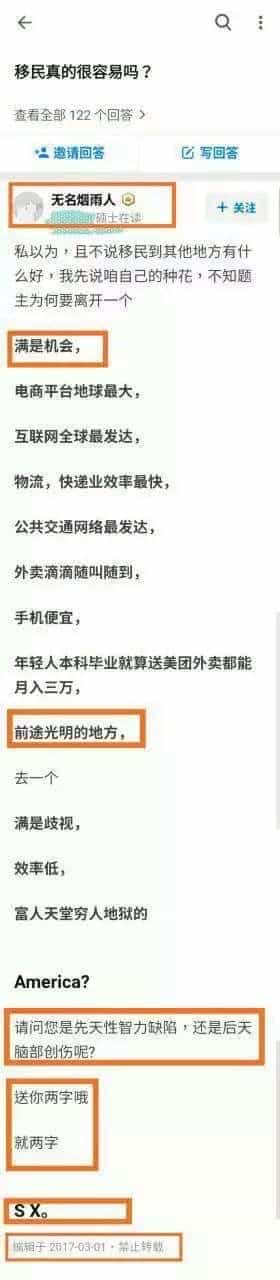 移民真的很容易吗？
查看全部 122 个回答
邀请回答
写回答
无名烟雨人
硕士在读
+ 关注
私以为，且不说移民到其他地方有什
么好，我先说咱自己的种花，不知题
主为何要离开一个
满是机会，
电商平台地球最大，
互联网全球最发达，
物流，快递业效率最快，
公共交通网络最发达，
外卖滴滴随叫随到，
手机便宜，
年轻人本科毕业就算送美团外卖都能
月入三万，
前途光明的地方，
去一个
满是歧视，
效率低，
富人天堂穷人地狱的
America?
请问您是先天性智力缺陷，还是后天
脑部创伤呢?
送你两字哦
就两字
S X。
编辑于 2017-03-01・禁止转载